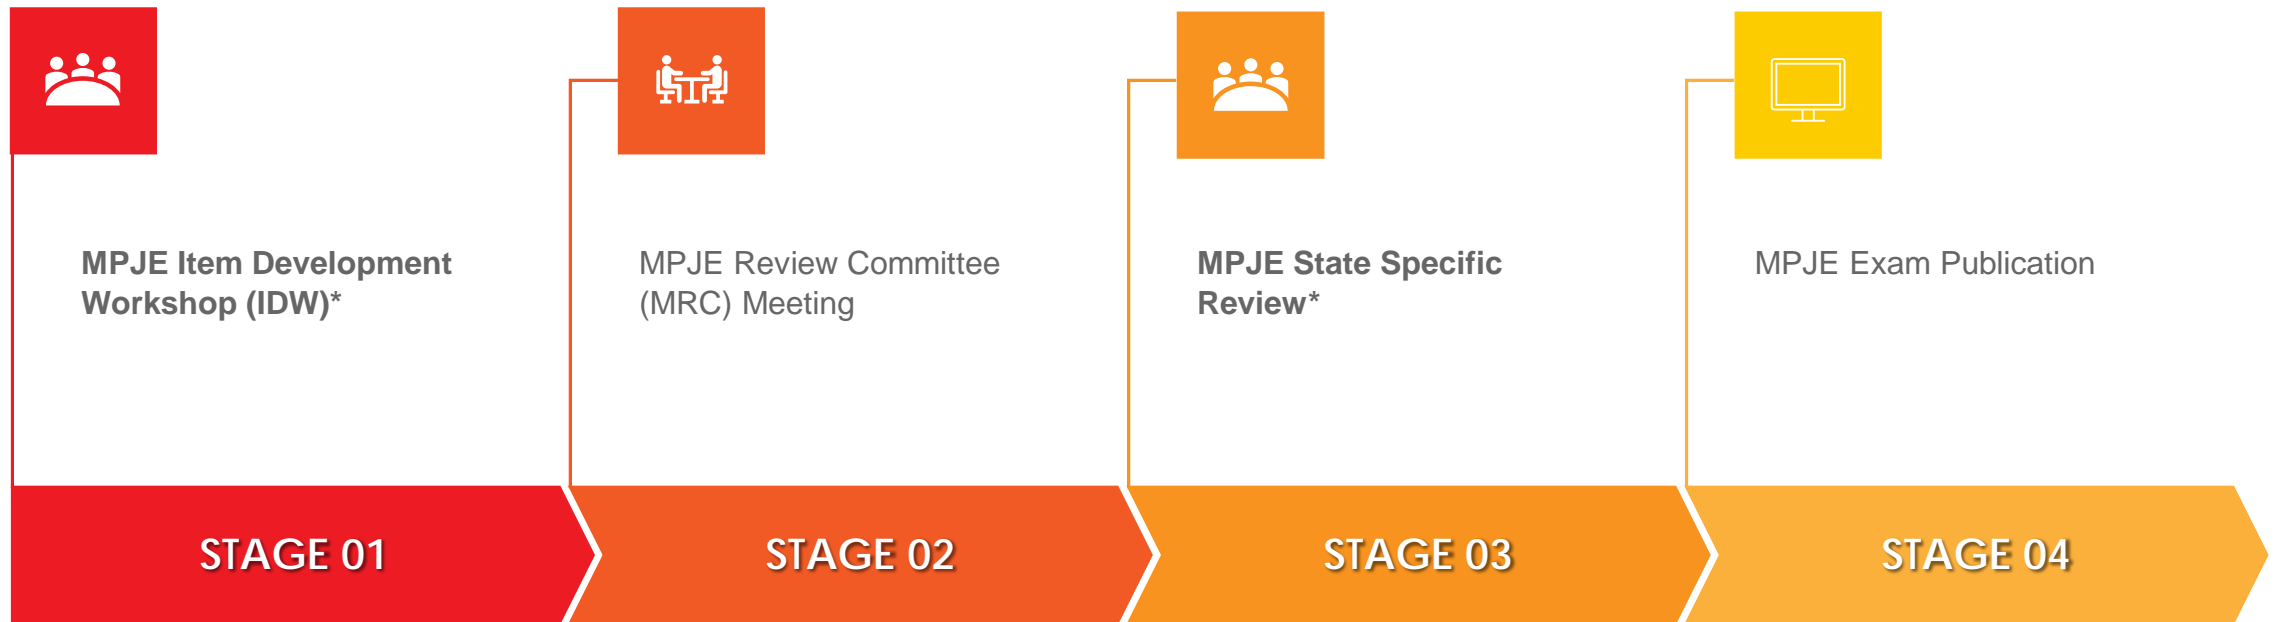 MPJE Item Development
Workshop (IDW)*
MPJE Review Committee
(MRC) Meeting
MPJE State Specific
Review*
MPJE Exam Publication
STAGE 01
STAGE 02
STAGE 03
STAGE 04